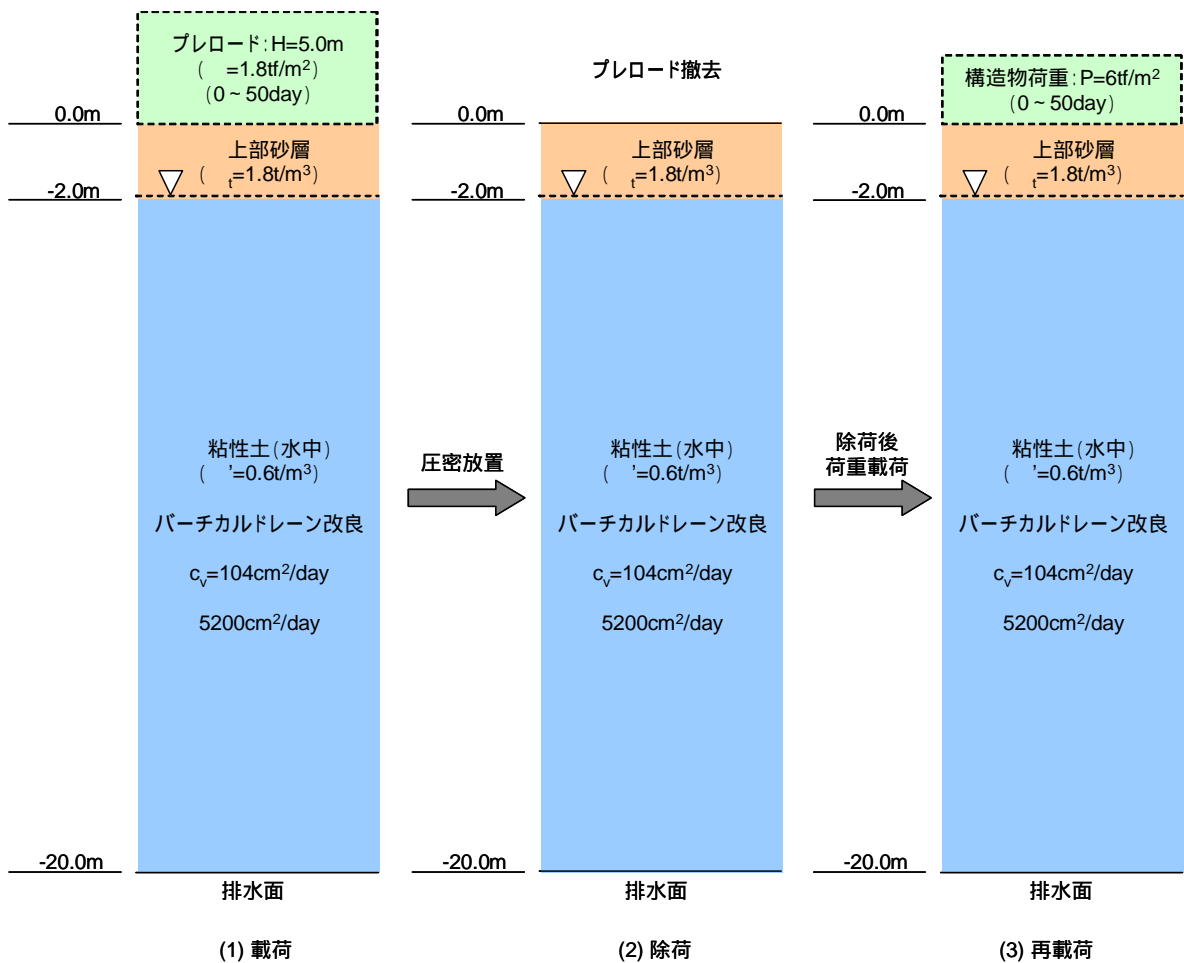 プレロード:H=5.0m
( =1.8tf/m²)
(0~50day)
0.0m
上部砂層
( t=1.8t/m³)
-2.0m
粘性土(水中)
( '=0.6t/m³)
バーチカルドレーン改良
cv=104cm²/day
5200cm²/day
-20.0m
排水面
(1) 載荷
圧密放置
プレロード撤去
0.0m
上部砂層
( t=1.8t/m³)
-2.0m
粘性土(水中)
( '=0.6t/m³)
バーチカルドレーン改良
cv=104cm²/day
5200cm²/day
-20.0m
排水面
(2) 除荷
除荷後
荷重載荷
構造物荷重:P=6tf/m²
(0~50day)
0.0m
上部砂層
( t=1.8t/m³)
-2.0m
粘性土(水中)
( '=0.6t/m³)
バーチカルドレーン改良
cv=104cm²/day
5200cm²/day
-20.0m
排水面
(3) 再載荷